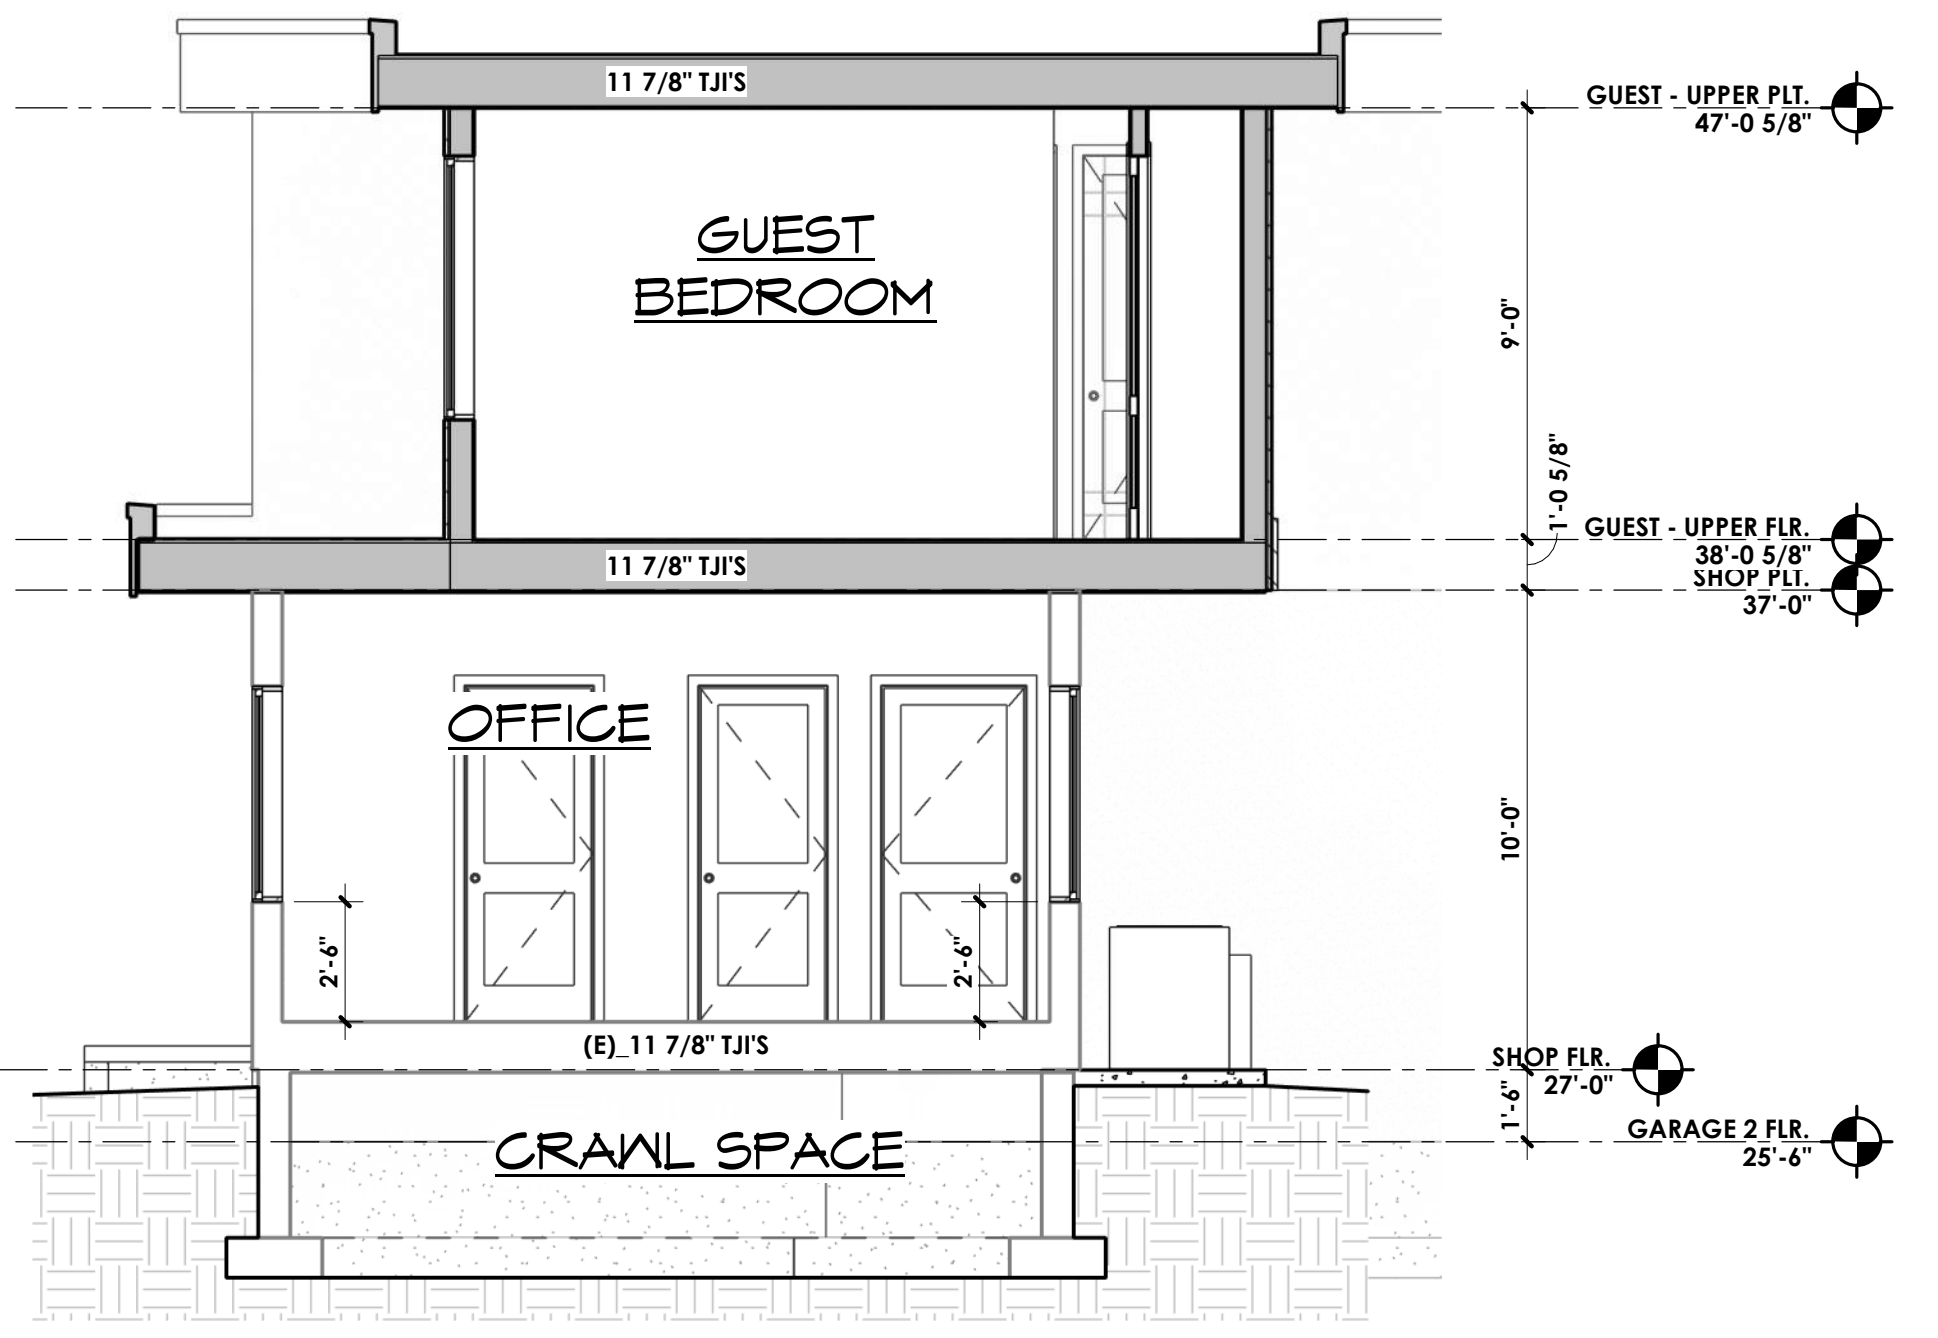 11 7/8" TJI'S
GUEST - UPPER PLT.
47'-0 5/8"
GUEST
BEDROOM
9'-0"
1'-0 5/8"
GUEST - UPPER FLR.
38'-0 5/8"
11 7/8" TJI'S
SHOP PLT.
37'-0"
OFFICE
10'-0"
2'-6"
2'-6"
(E)_11 7/8" TJI'S
SHOP FLR.
27'-0"
1'-6"
GARAGE 2 FLR.
25'-6"
CRAWL SPACE